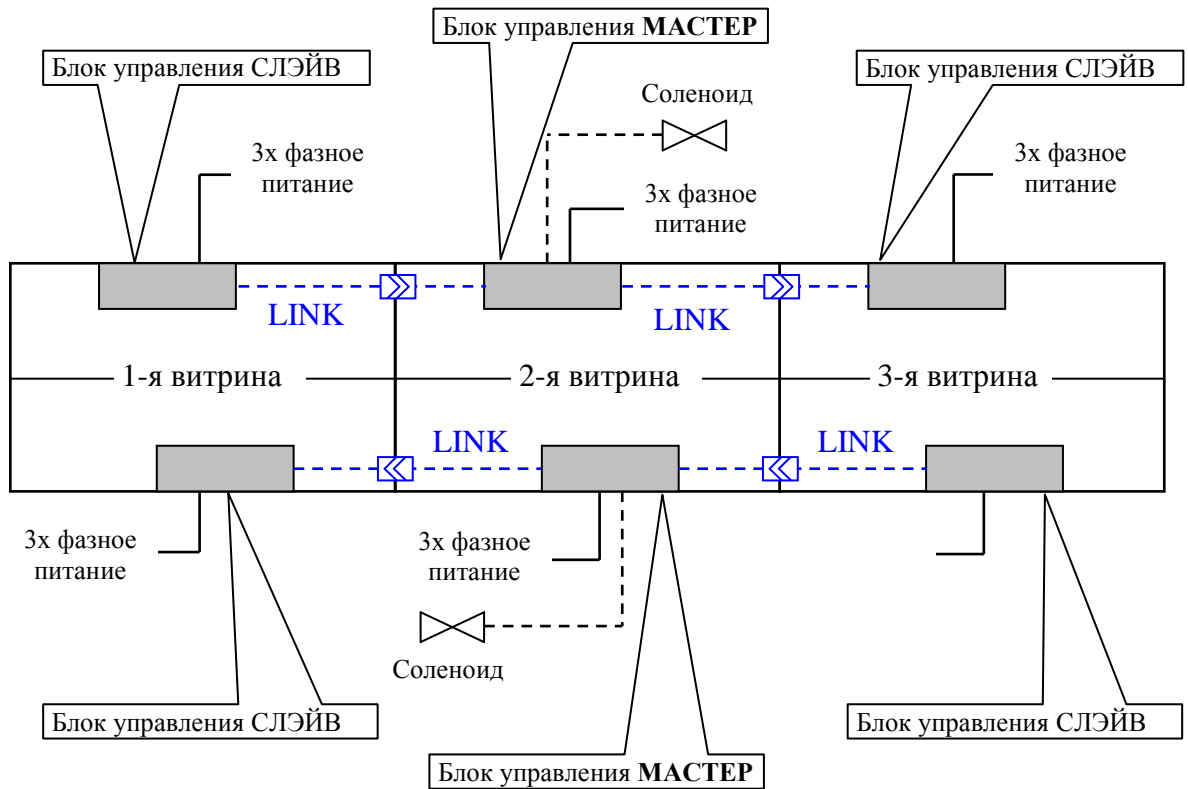 Блок управления МАСТЕР
Блок управления СЛЭЙВ
Блок управления СЛЭЙВ
Соленоид
3х фазное
питание
3х фазное
питание
3х фазное
питание
LINK
LINK
1-я витрина
2-я витрина
3-я витрина
LINK
LINK
3х фазное
питание
3х фазное
питание
Соленоид
Блок управления СЛЭЙВ
Блок управления СЛЭЙВ
Блок управления МАСТЕР